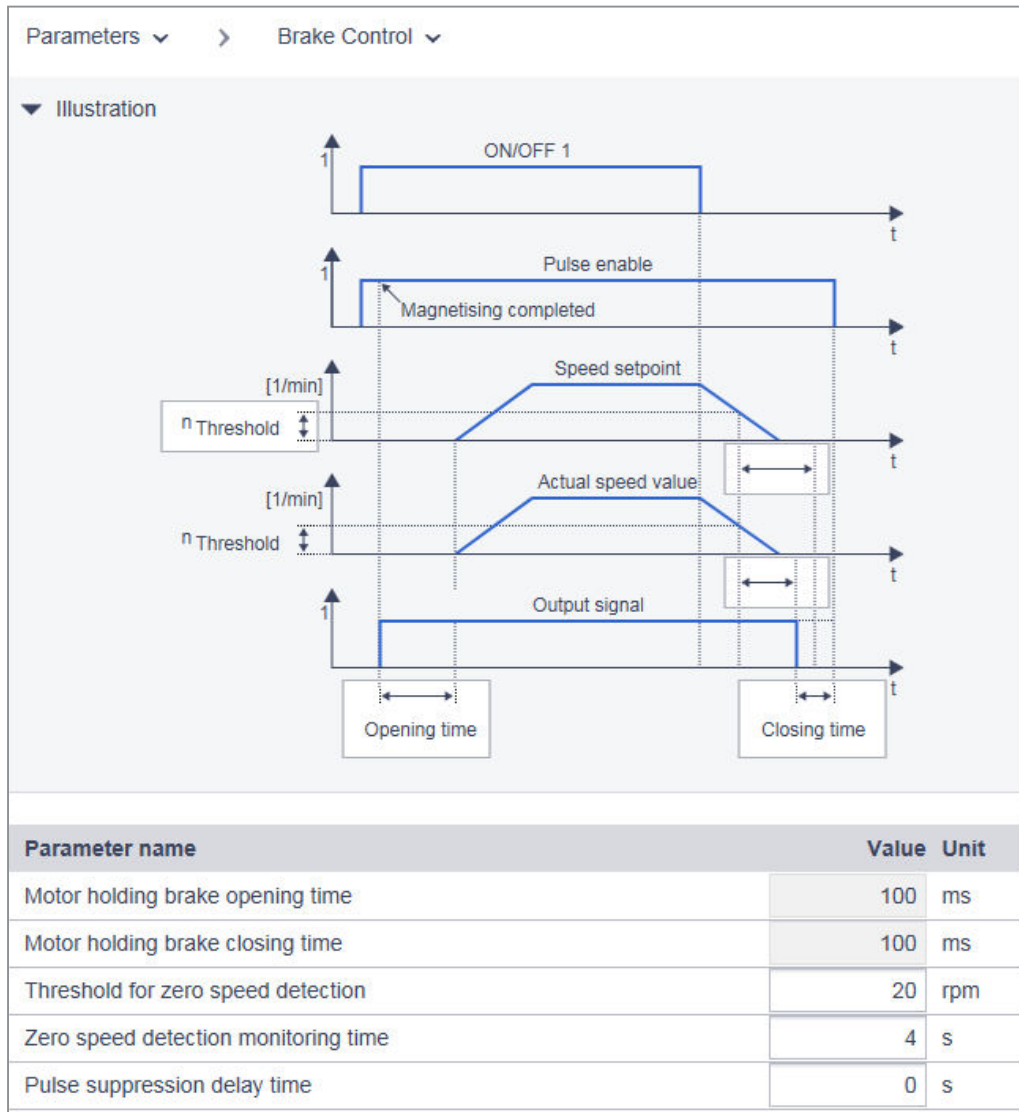 Parameters > Brake Control
Illustration
1 ON/OFF 1
t
1 Pulse enable
Magnetising completed
t
[1/min] Speed setpoint
n Threshold
t
[1/min] Actual speed value
n Threshold
t
1 Output signal
t
Opening time Closing time
Parameter name Value Unit
Motor holding brake opening time 100 ms
Motor holding brake closing time 100 ms
Threshold for zero speed detection 20 rpm
Zero speed detection monitoring time 4 s
Pulse suppression delay time 0 s